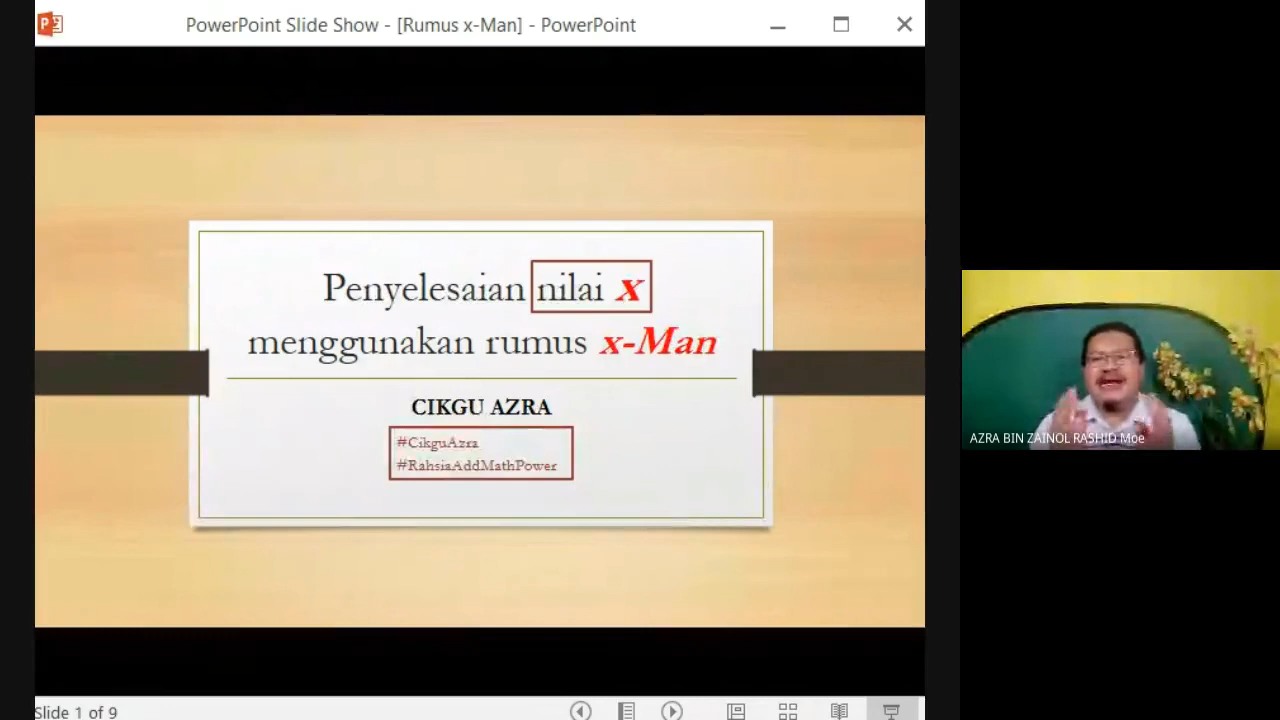 PowerPoint Slide Show - [Rumus x-Man] - PowerPoint
Penyelesaian nilai x
menggunakan rumus x-Man
CIKGU AZRA
#CikguAzra
#RahsiaAddMathPower
AZRA BIN ZAINOL RASHID Moe
Slide 1 of 9